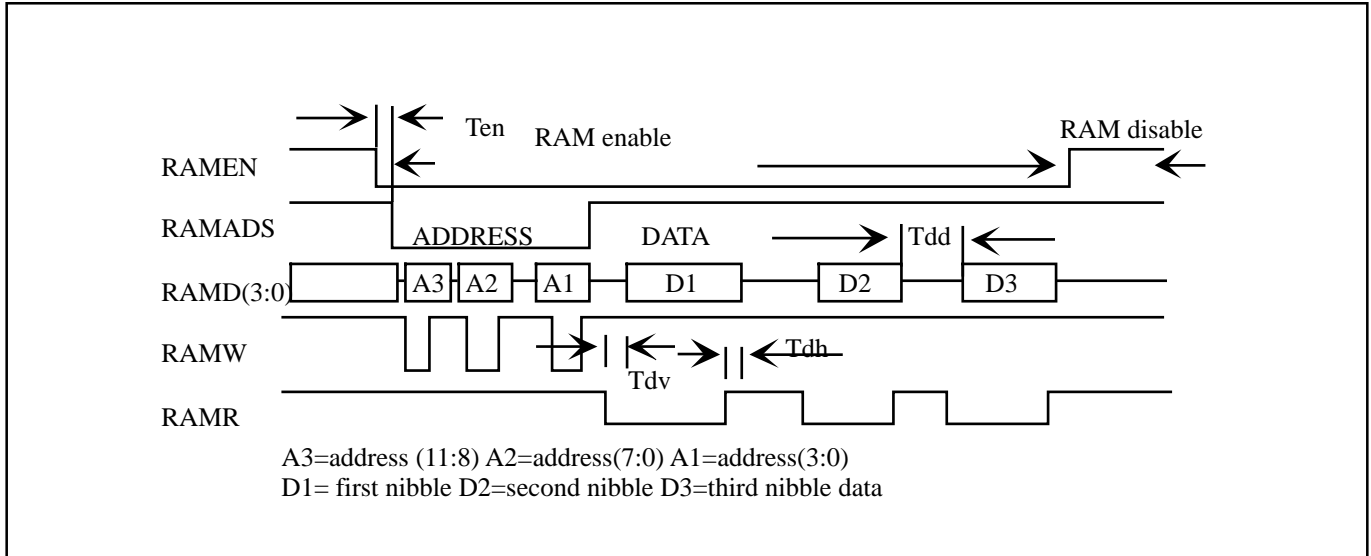 Ten
RAM enable
RAM disable
RAMEN
RAMADS
ADDRESS
DATA
Tdd
RAMD(3:0)
A3
A2
A1
D1
D2
D3
RAMW
Tdv
Tdh
RAMR
A3=address (11:8) A2=address(7:0) A1=address(3:0)
D1= first nibble D2=second nibble D3=third nibble data